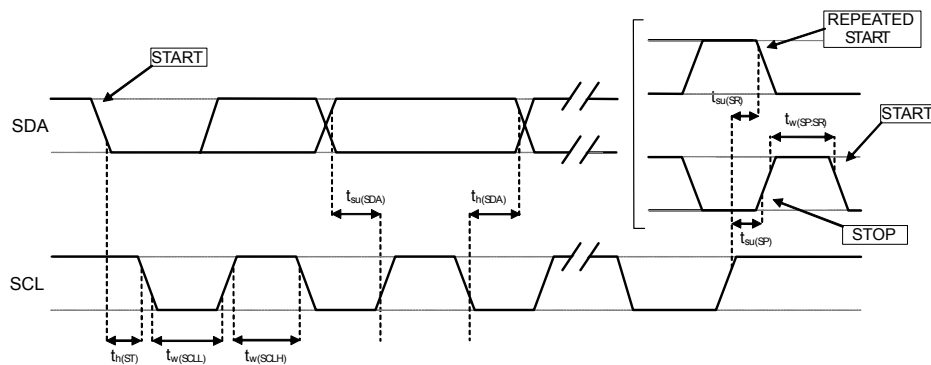 REPEATED
START
START
t_su(SR)
t_w(SP:SR)
START
SDA
t_su(SDA)
t_h(SDA)
t_su(SP)
STOP
SCL
t_h(ST)
t_w(SCLL)
t_w(SCLH)